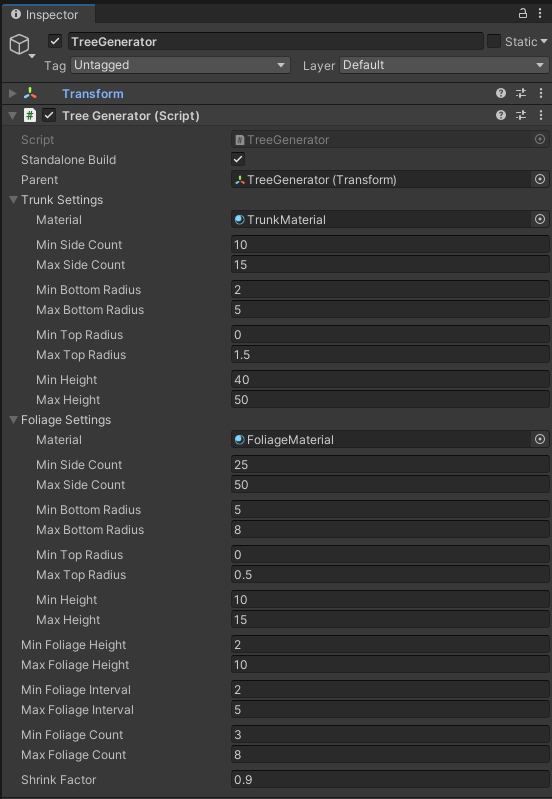 Inspector
TreeGenerator Static
Tag Untagged Layer Default
Transform
# Tree Generator (Script)
Script # TreeGenerator
Standalone Build
Parent TreeGenerator (Transform)
Trunk Settings
Material TrunkMaterial
Min Side Count 10
Max Side Count 15
Min Bottom Radius 2
Max Bottom Radius 5
Min Top Radius 0
Max Top Radius 1.5
Min Height 40
Max Height 50
Foliage Settings
Material FoliageMaterial
Min Side Count 25
Max Side Count 50
Min Bottom Radius 5
Max Bottom Radius 8
Min Top Radius 0
Max Top Radius 0.5
Min Height 10
Max Height 15
Min Foliage Height 2
Max Foliage Height 10
Min Foliage Interval 2
Max Foliage Interval 5
Min Foliage Count 3
Max Foliage Count 8
Shrink Factor 0.9